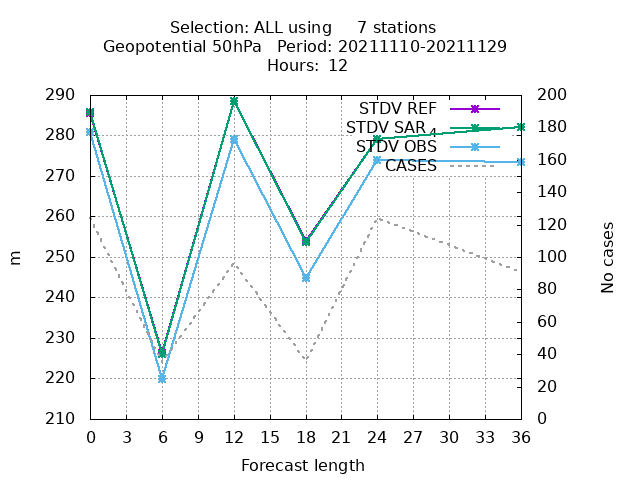 Selection: ALL using     7 stations
Geopotential 50hPa   Period: 20211110-20211129
Hours:  12
290
280
270
260
250
240
230
220
210
m
200
180
160
140
120
100
80
60
40
20
0
No cases
STDV REF
STDV SAR 4
STDV OBS
CASES
0 3 6 9 12 15 18 21 24 27 30 33 36
Forecast length